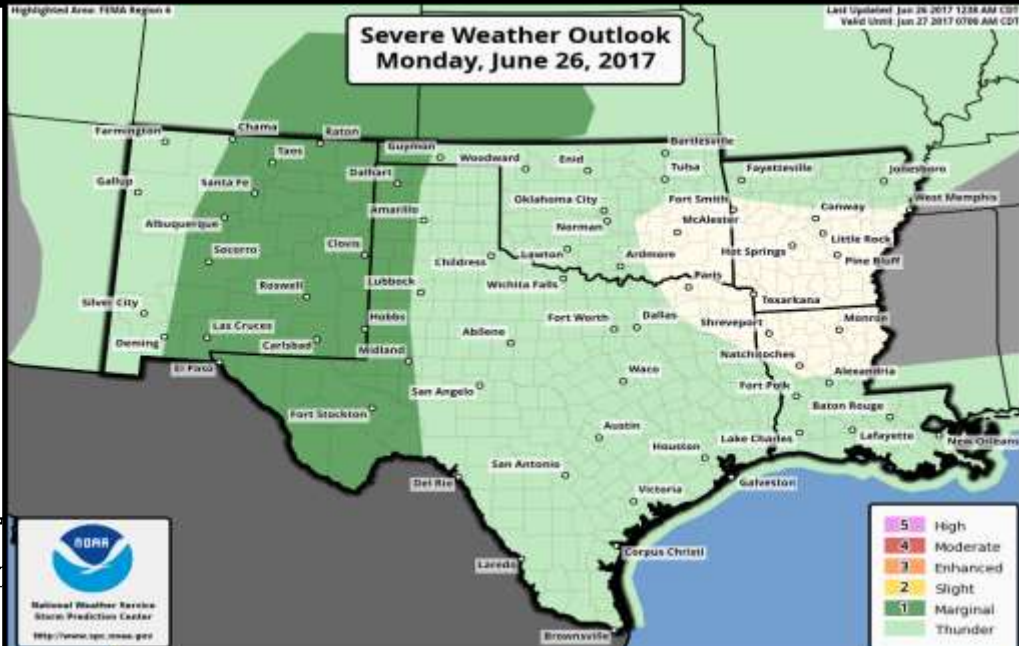 Highlighted Area: FEMA Region 6
Last Updated: Jun 26 2017 1238 AM CDT
Valid Until: Jun 27 2017 0700 AM CDT
Severe Weather Outlook
Monday, June 26, 2017
Farmington
Chama
Raton
Guymon
Bartlesville
Taos
Woodward
Enid
Tulsa
Fayetteville
Jonesboro
Gallup
Santa Fe
Dalhart
Oklahoma City
Fort Smith
Conway
West Memphis
Albuquerque
Amarillo
Norman
McAlester
Little Rock
Socorro
Clovis
Childress
Lawton
Ardmore
Hot Springs
Pine Bluff
Roswell
Lubbock
Wichita Falls
Paris
Texarkana
Silver City
Las Cruces
Hobbs
Abilene
Fort Worth
Dallas
Shreveport
Monroe
Deming
Carlsbad
Midland
Natchitoches
El Paso
San Angelo
Waco
Fort Polk
Alexandria
Fort Stockton
Baton Rouge
Austin
Houston
Lake Charles
Lafayette
New Orleans
Del Rio
San Antonio
Galveston
Victoria
Laredo
Corpus Christi
Brownsville
NOAA
National Weather Service
Storm Prediction Center
http://www.spc.noaa.gov
5 High
4 Moderate
3 Enhanced
2 Slight
1 Marginal
Thunder